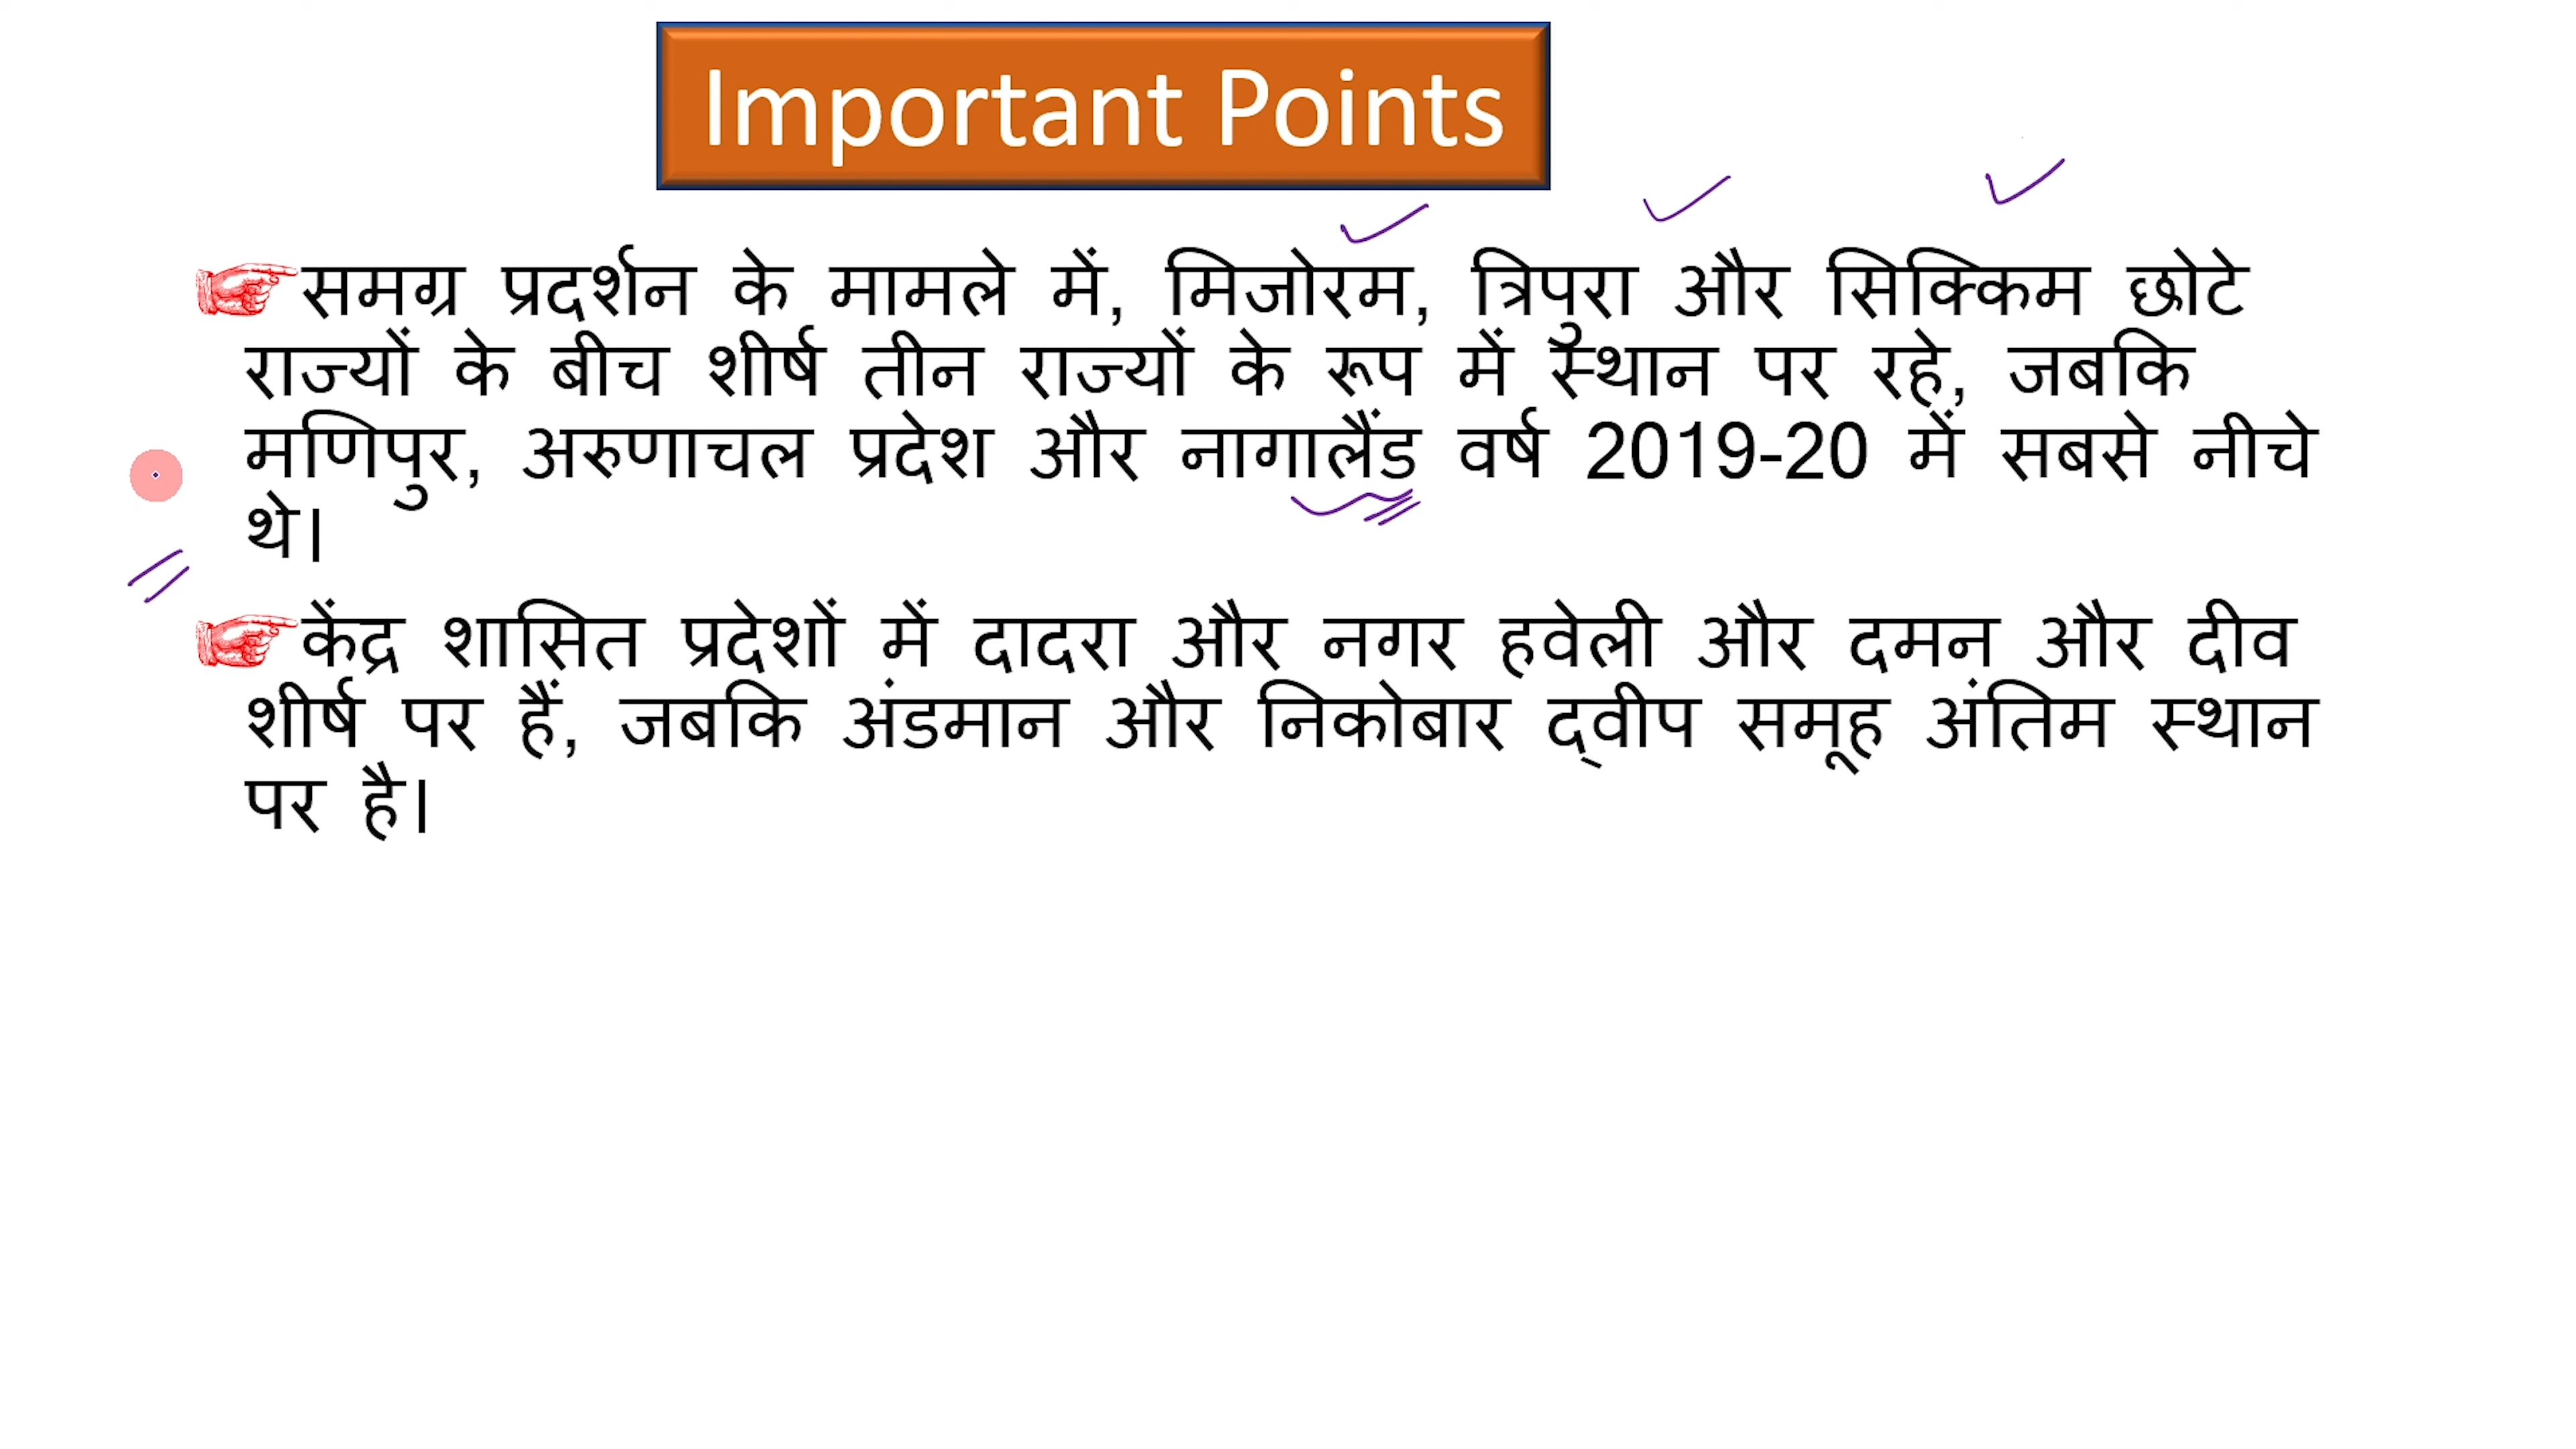 Important Points
समग्र प्रदर्शन के मामले में, मिजोरम, त्रिपुरा और सिक्किम छोटे
राज्यों के बीच शीर्ष तीन राज्यों के रूप में स्थान पर रहे, जबकि
मणिपुर, अरुणाचल प्रदेश और नागालैंड वर्ष 2019-20 में सबसे नीचे
थे।
केंद्र शासित प्रदेशों में दादरा और नगर हवेली और दमन और दीव
शीर्ष पर हैं, जबकि अंडमान और निकोबार द्वीप समूह अंतिम स्थान
पर है।